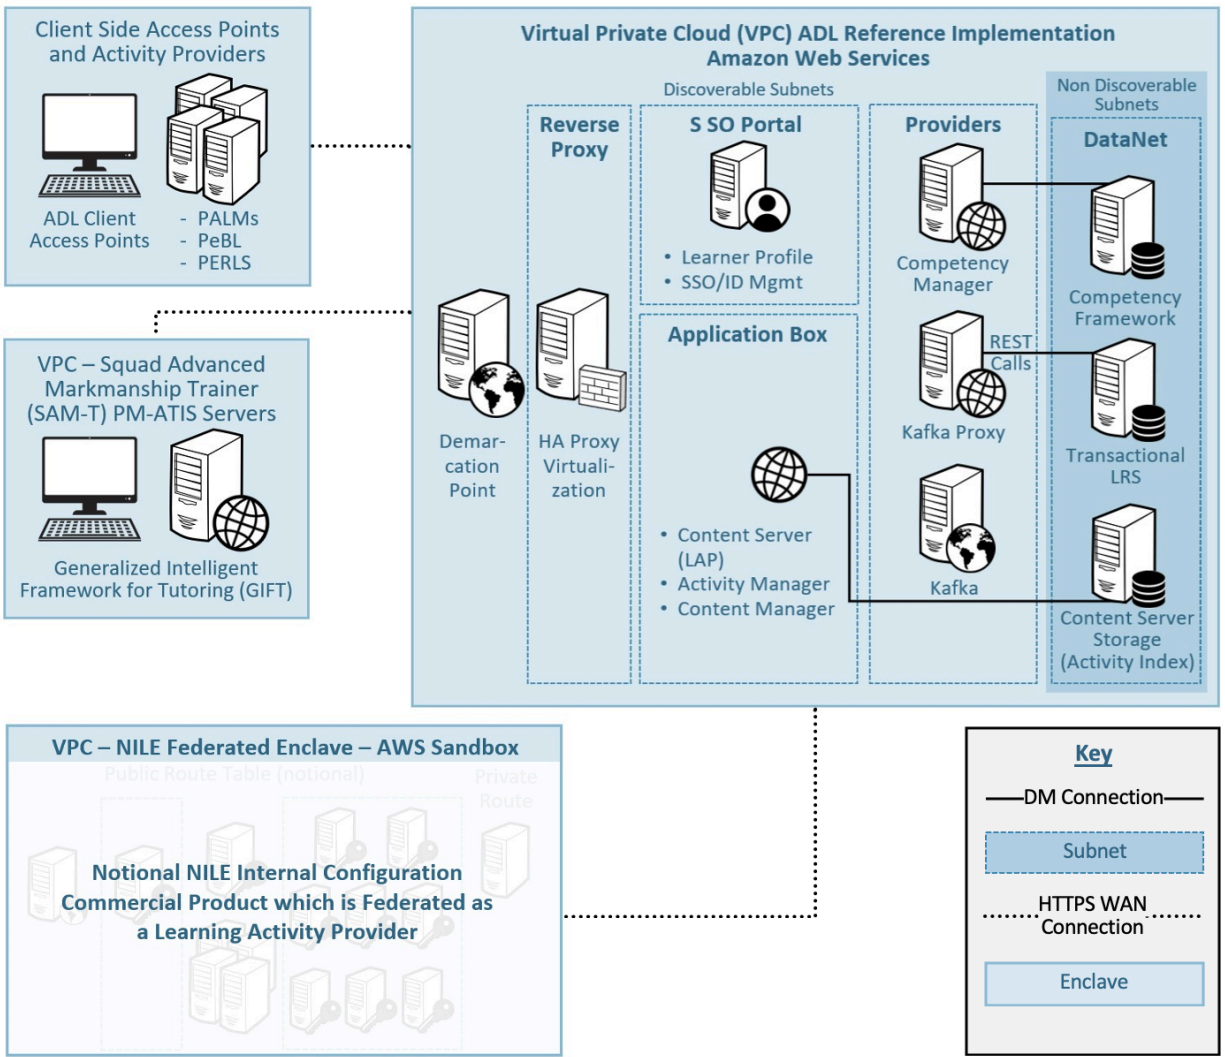 Client Side Access Points
and Activity Providers
ADL Client
Access Points
- PALMs
- PeBL
- PERLS
VPC – Squad Advanced
Markmanship Trainer
(SAM-T) PM-ATIS Servers
Generalized Intelligent
Framework for Tutoring (GIFT)
Virtual Private Cloud (VPC) ADL Reference Implementation
Amazon Web Services
Discoverable Subnets
Non Discoverable
Subnets
Demar-
cation
Point
Reverse
Proxy
HA Proxy
Virtuali-
zation
S SO Portal
• Learner Profile
• SSO/ID Mgmt
Application Box
• Content Server
(LAP)
• Activity Manager
• Content Manager
Providers
Competency
Manager
REST
Calls
Kafka Proxy
Kafka
DataNet
Competency
Framework
Transactional
LRS
Content Server
Storage
(Activity Index)
VPC – NILE Federated Enclave – AWS Sandbox
Public Route Table (notional)
Private
Route
Notional NILE Internal Configuration
Commercial Product which is Federated as
a Learning Activity Provider
Key
DM Connection
Subnet
HTTPS WAN
Connection
Enclave